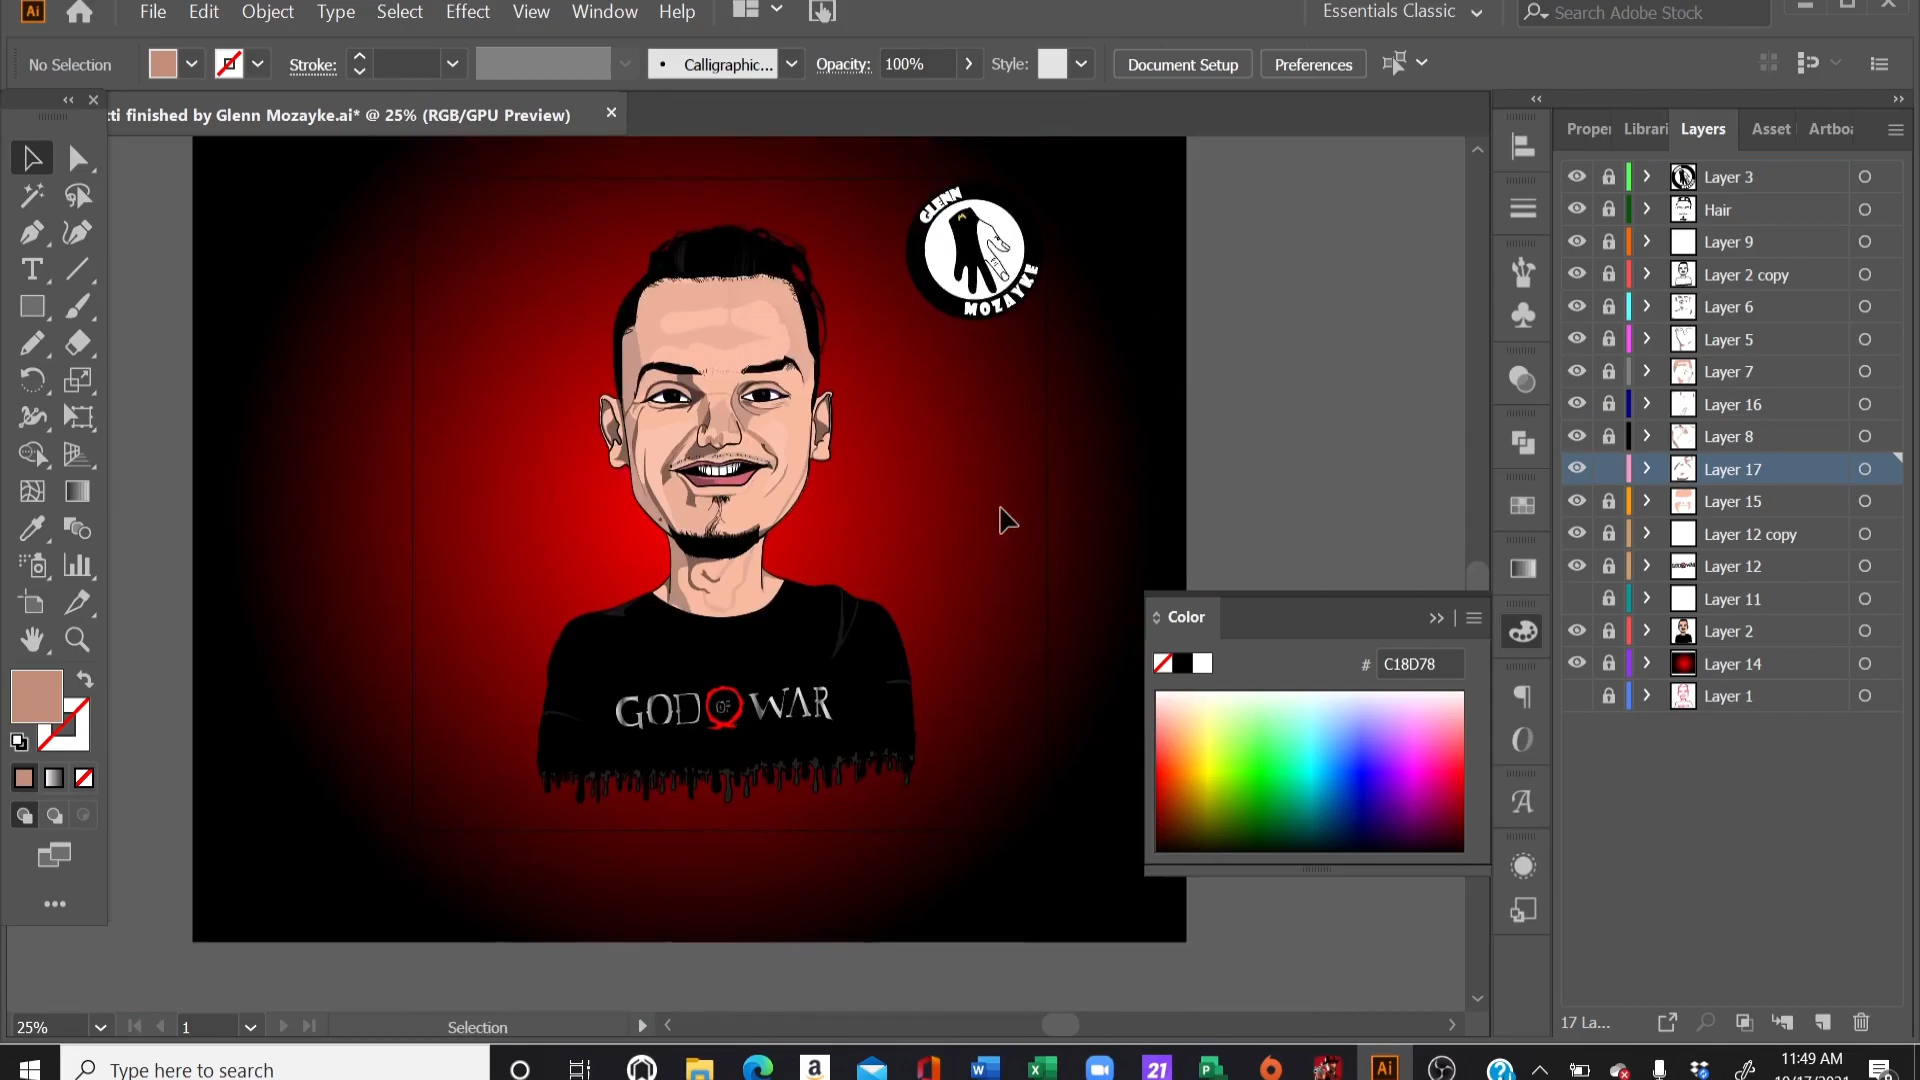 Ai File Edit Object Type Select Effect View Window Help Essentials Classic Search Adobe Stock
No Selection Stroke: Calligraphic... Opacity: 100% Style: Document Setup Preferences
ti finished by Glenn Mozayke.ai* @ 25% (RGB/GPU Preview)
Proper Librari Layers Asset Artboa
Layer 3
Hair
Layer 9
Layer 2 copy
Layer 6
Layer 5
Layer 7
Layer 16
Layer 8
Layer 17
Layer 15
Layer 12 copy
Layer 12
Layer 11
Layer 2
Layer 14
Layer 1
GLENN
MOZAYKE
GOD OF WAR
Color
# C18D78
25% 1 Selection
17 La...
Type here to search
a W X 21 P Ai
11:49 AM